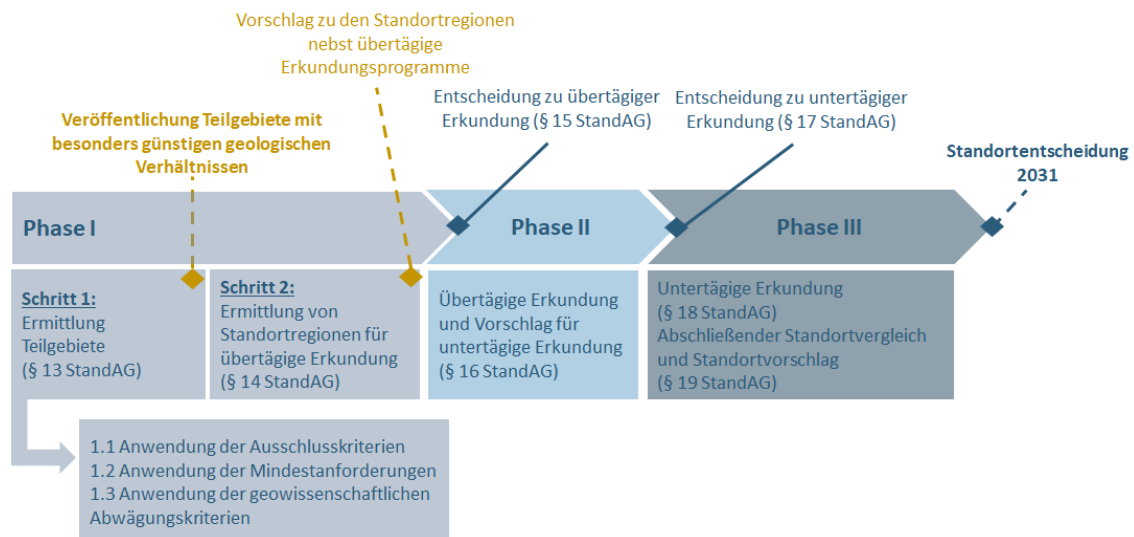 Vorschlag zu den Standortregionen
nebst übertägige
Erkundungsprogramme
Entscheidung zu übertägiger
Erkundung (§ 15 StandAG)
Entscheidung zu untertägiger
Erkundung (§ 17 StandAG)
Veröffentlichung Teilgebiete mit
besonders günstigen geologischen
Verhältnissen
Standortentscheidung
2031
Phase I
Phase II
Phase III
Schritt 1:
Ermittlung
Teilgebiete
(§ 13 StandAG)
Schritt 2:
Ermittlung von
Standortregionen für
übertägige Erkundung
(§ 14 StandAG)
Übertägige Erkundung
und Vorschlag für
untertägige Erkundung
(§ 16 StandAG)
Untertägige Erkundung
(§ 18 StandAG)
Abschließender Standortvergleich
und Standortvorschlag
(§ 19 StandAG)
1.1 Anwendung der Ausschlusskriterien
1.2 Anwendung der Mindestanforderungen
1.3 Anwendung der geowissenschaftlichen
Abwägungskriterien